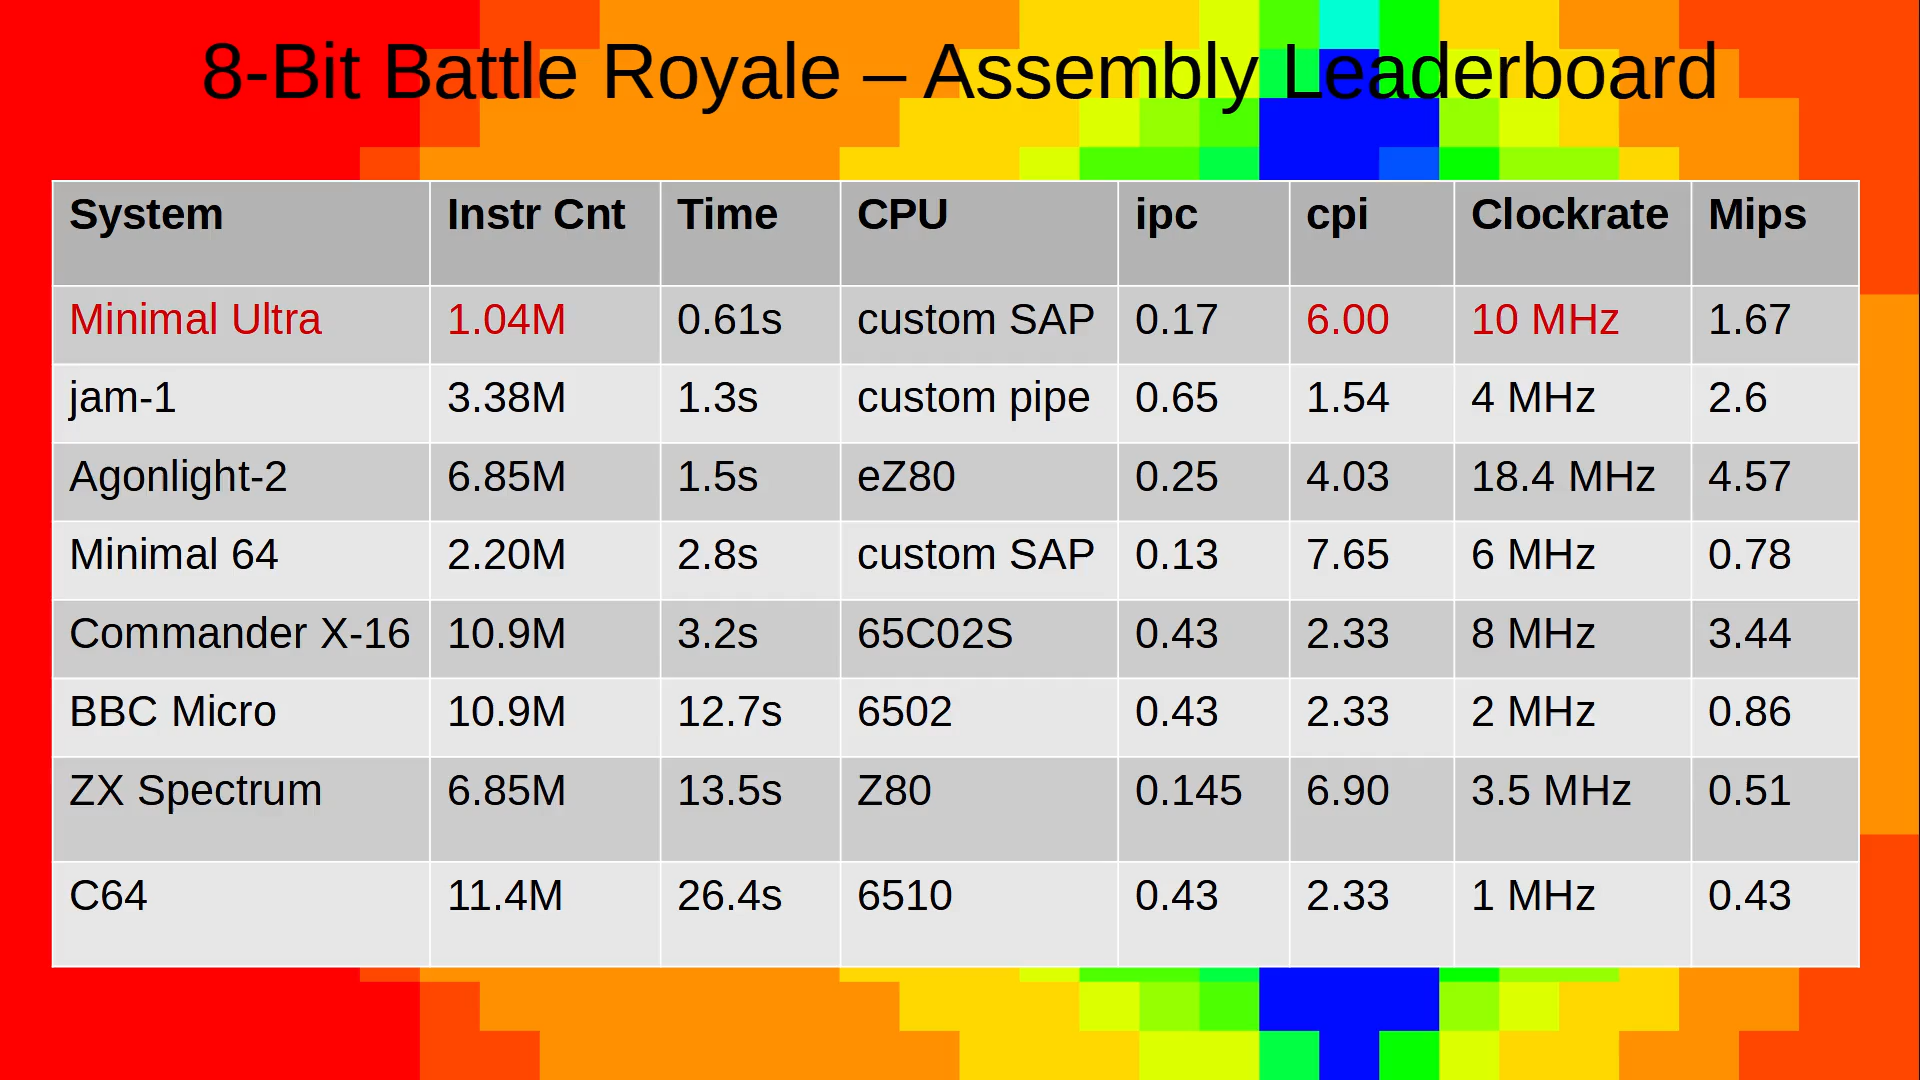 8-Bit Battle Royale – Assembly Leaderboard
System Instr Cnt Time CPU ipc cpi Clockrate Mips
Minimal Ultra 1.04M 0.61s custom SAP 0.17 6.00 10 MHz 1.67
jam-1 3.38M 1.3s custom pipe 0.65 1.54 4 MHz 2.6
Agonlight-2 6.85M 1.5s eZ80 0.25 4.03 18.4 MHz 4.57
Minimal 64 2.20M 2.8s custom SAP 0.13 7.65 6 MHz 0.78
Commander X-16 10.9M 3.2s 65C02S 0.43 2.33 8 MHz 3.44
BBC Micro 10.9M 12.7s 6502 0.43 2.33 2 MHz 0.86
ZX Spectrum 6.85M 13.5s Z80 0.145 6.90 3.5 MHz 0.51
C64 11.4M 26.4s 6510 0.43 2.33 1 MHz 0.43